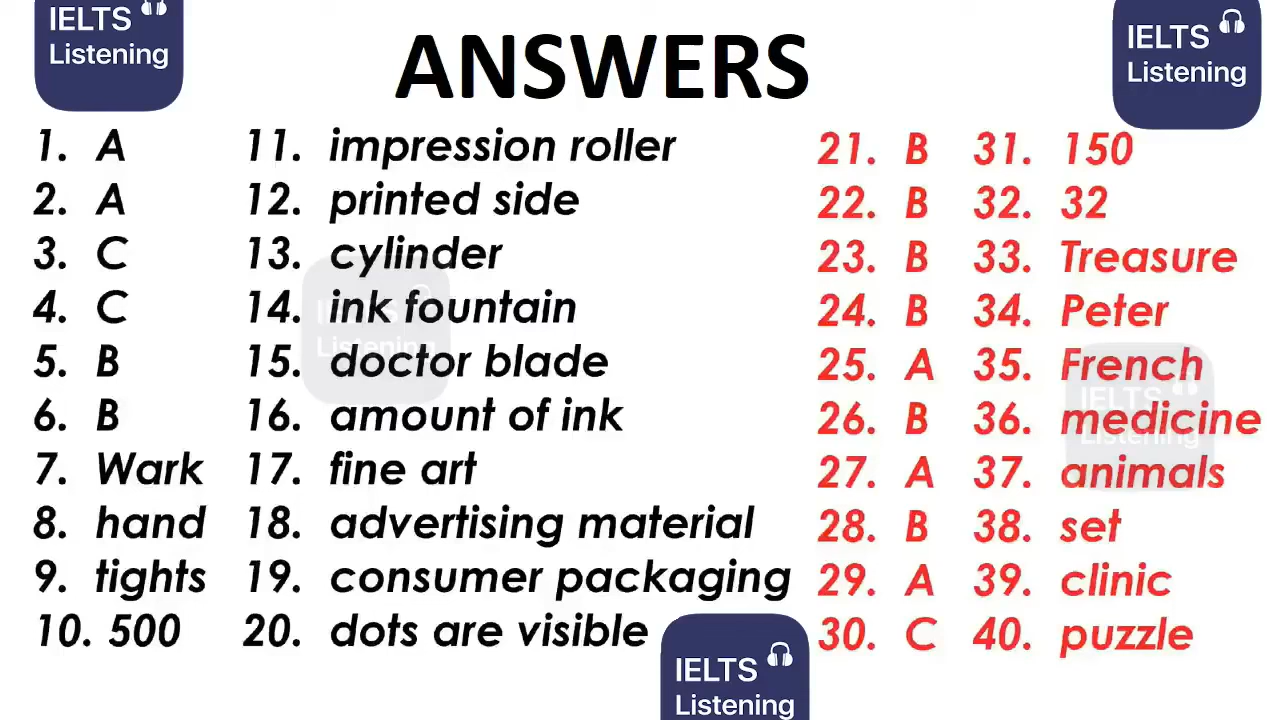 IELTS
Listening
ANSWERS
IELTS
Listening
1. A
2. A
3. C
4. C
5. B
6. B
7. Wark
8. hand
9. tights
10. 500
11. impression roller
12. printed side
13. cylinder
14. ink fountain
15. doctor blade
16. amount of ink
17. fine art
18. advertising material
19. consumer packaging
20. dots are visible
21. B
22. B
23. B
24. B
25. A
26. B
27. A
28. B
29. A
30. C
31. 150
32. 32
33. Treasure
34. Peter
35. French
36. medicine
37. animals
38. set
39. clinic
40. puzzle
IELTS
Listening
IELTS
Listening
IELTS
Listening